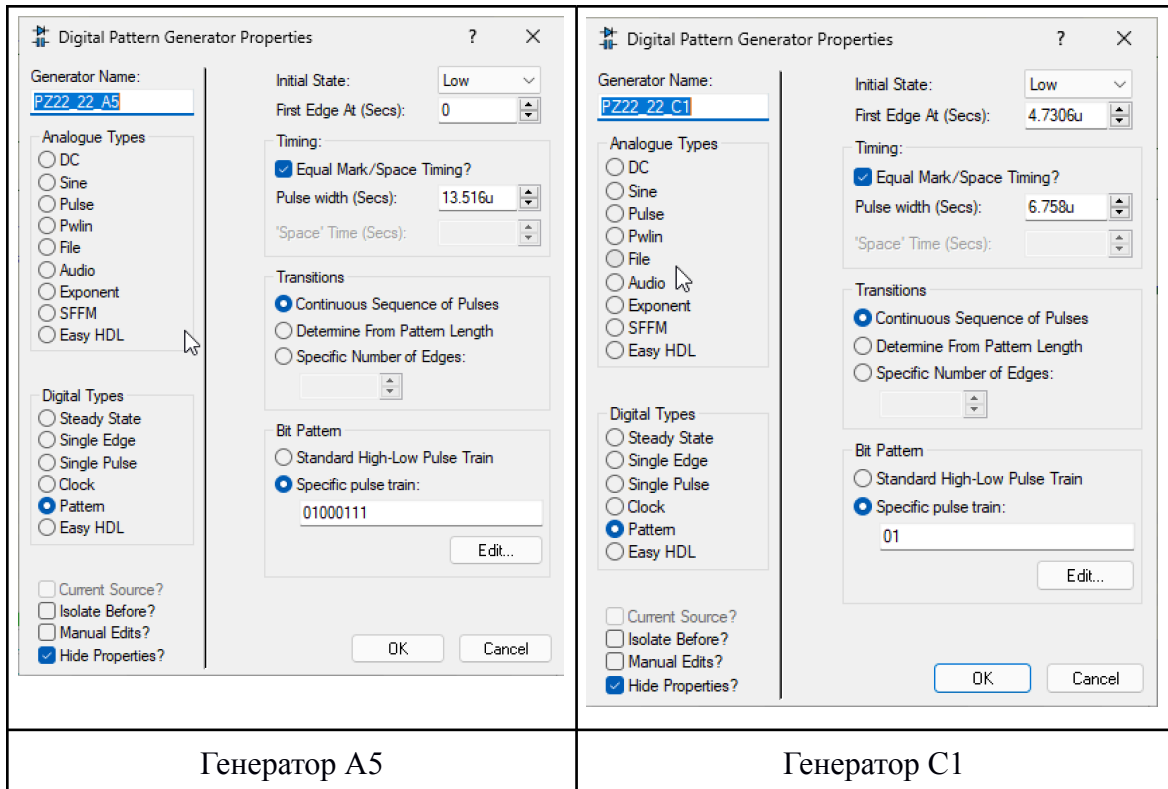 Digital Pattern Generator Properties ? ×
Generator Name:
PZ22_22_A5
Analogue Types
DC
Sine
Pulse
Pwlin
File
Audio
Exponent
SFFM
Easy HDL
Digital Types
Steady State
Single Edge
Single Pulse
Clock
Pattern
Easy HDL
Current Source?
Isolate Before?
Manual Edits?
Hide Properties?
Initial State: Low
First Edge At (Secs): 0
Timing:
Equal Mark/Space Timing?
Pulse width (Secs): 13.516u
'Space' Time (Secs):
Transitions
Continuous Sequence of Pulses
Determine From Pattern Length
Specific Number of Edges:
Bit Pattern
Standard High-Low Pulse Train
Specific pulse train:
01000111
Edit...
OK Cancel
Digital Pattern Generator Properties ? ×
Generator Name:
PZ22_22_C1
Analogue Types
DC
Sine
Pulse
Pwlin
File
Audio
Exponent
SFFM
Easy HDL
Digital Types
Steady State
Single Edge
Single Pulse
Clock
Pattern
Easy HDL
Current Source?
Isolate Before?
Manual Edits?
Hide Properties?
Initial State: Low
First Edge At (Secs): 4.7306u
Timing:
Equal Mark/Space Timing?
Pulse width (Secs): 6.758u
'Space' Time (Secs):
Transitions
Continuous Sequence of Pulses
Determine From Pattern Length
Specific Number of Edges:
Bit Pattern
Standard High-Low Pulse Train
Specific pulse train:
01
Edit...
OK Cancel
Генератор A5
Генератор C1